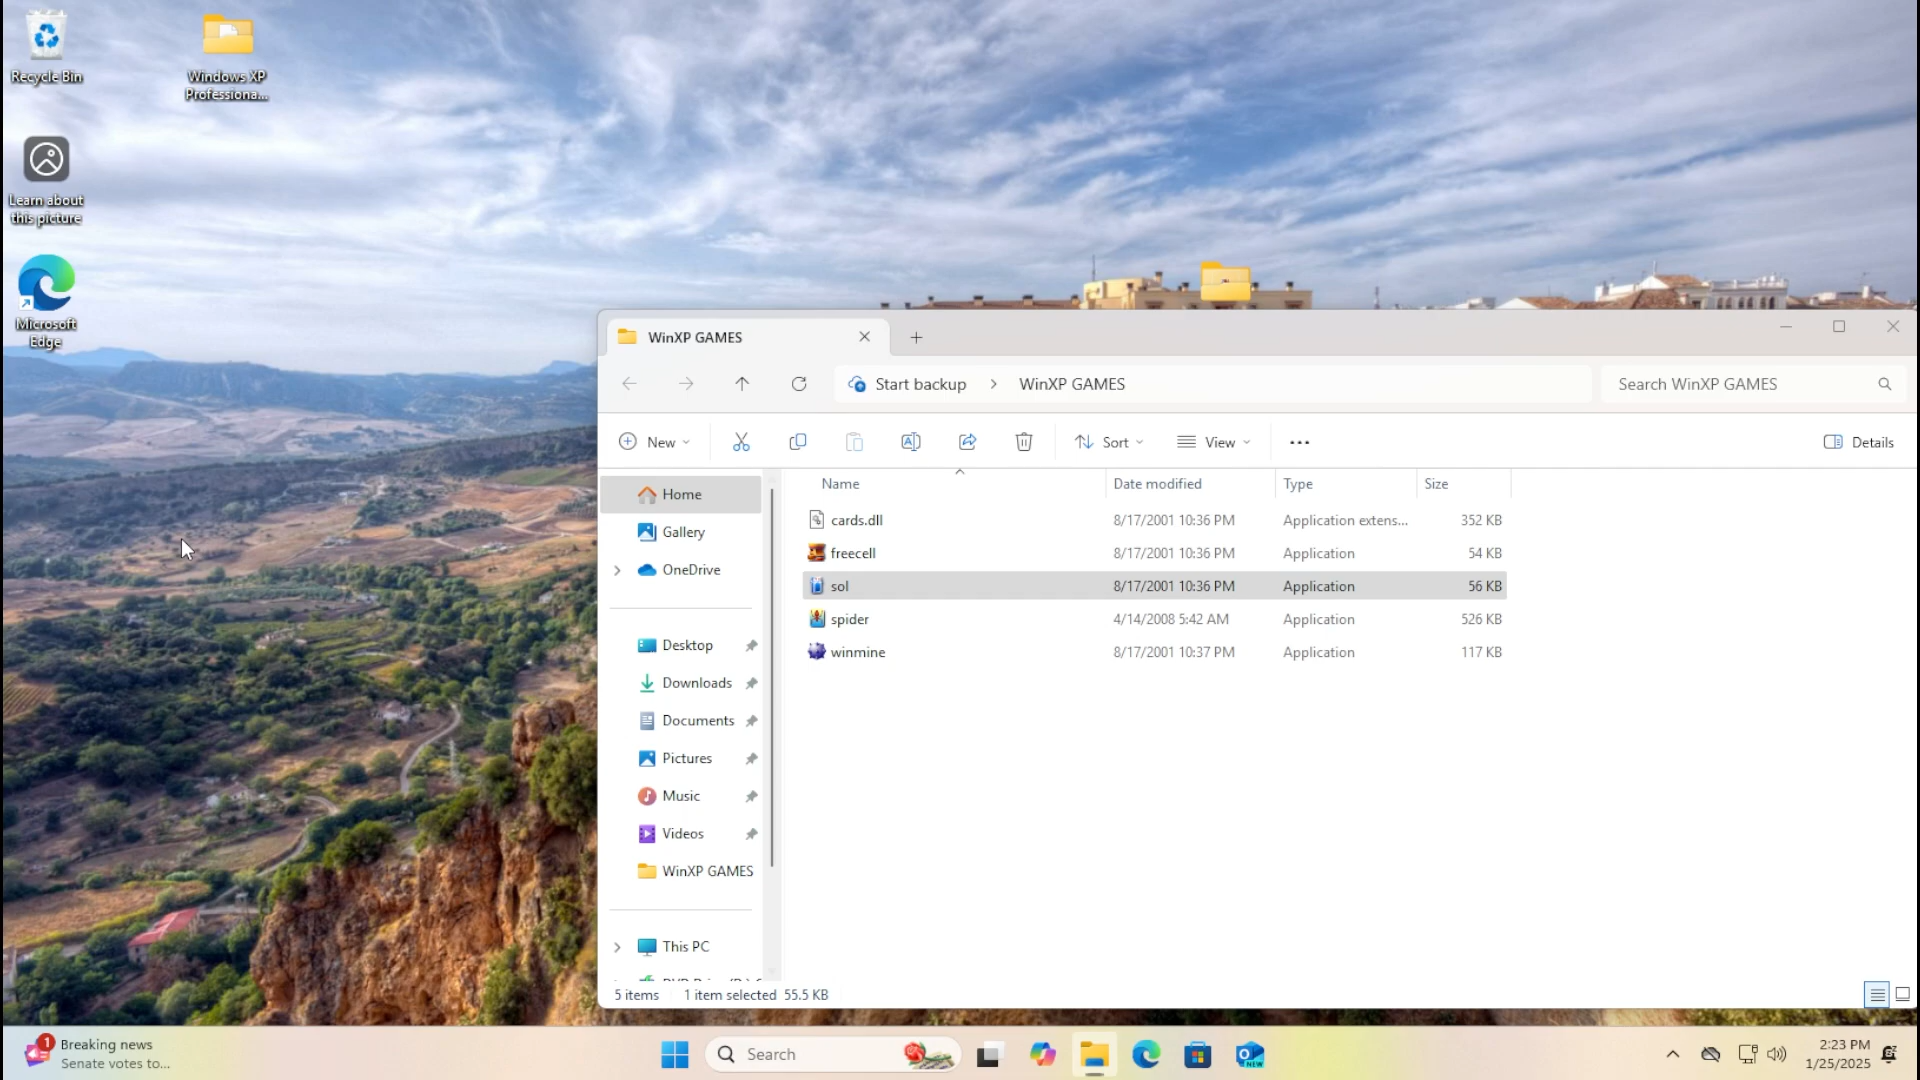 Recycle Bin
Windows XP
Professiona...
Learn about
this picture
Microsoft
Edge
WinXP GAMES
Start backup
WinXP GAMES
Search WinXP GAMES
New
Sort
View
Details
Home
Gallery
OneDrive
Desktop
Downloads
Documents
Pictures
Music
Videos
WinXP GAMES
This PC
Name Date modified Type Size
cards.dll 8/17/2001 10:36 PM Application extens... 352 KB
freecell 8/17/2001 10:36 PM Application 54 KB
sol 8/17/2001 10:36 PM Application 56 KB
spider 4/14/2008 5:42 AM Application 526 KB
winmine 8/17/2001 10:37 PM Application 117 KB
5 items 1 item selected 55.5 KB
1
Breaking news
Senate votes to...
Search
NEW
2:23 PM
1/25/2025